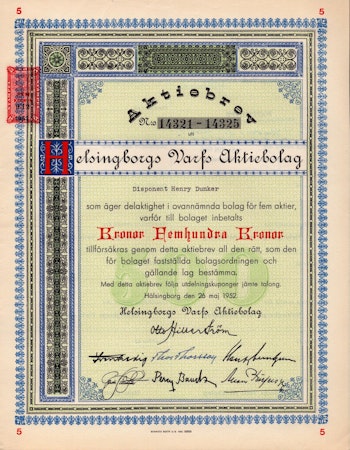 5
5
Aktiebrev
No 14321 - 14325
Helsingborgs Varfs Aktiebolag
Disponent Henry Dunker
som äger delaktighet i ovannämnda bolag för fem aktier,
varför till bolaget inbetalts
Kronor Femhundra Kronor
tillförsäkras genom detta aktiebrev all den rätt, som den
för bolaget fastställda bolagsordningen och
gällande lag bestämma.
Med detta aktiebrev följa utdelningskuponger jämte talong.
Hälsingborg den 26 maj 1952
Helsingborgs Varfs Aktiebolag
5
5